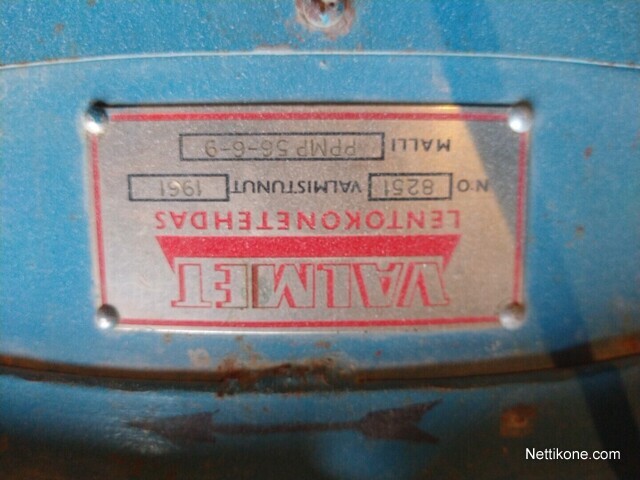 VALMET
LENTOKONETEHDAS
N:O 8251 VALMISTUNUT 1961
MALLI PPMP 56-6-9
Nettikone.com